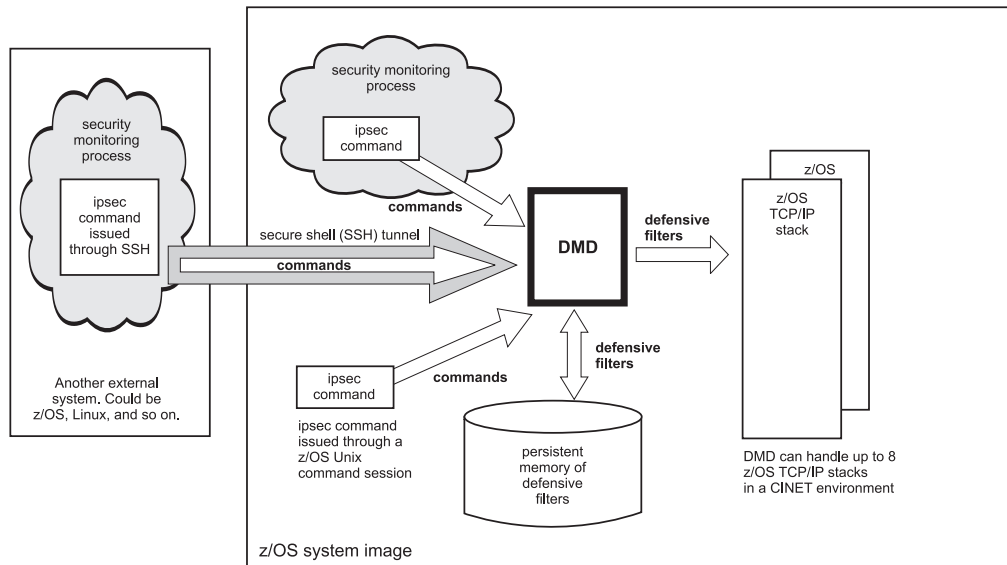 security
monitoring
process
ipsec
command
issued
through SSH
Another external
system. Could be
z/OS, Linux, and so on.
security monitoring
process
ipsec
command
commands
secure shell (SSH) tunnel
commands
DMD
defensive
filters
z/OS
z/OS
TCP/IP
stack
ipsec
command
commands
ipsec command
issued through a
z/OS Unix
command session
defensive
filters
persistent
memory of
defensive
filters
DMD can handle up to 8
z/OS TCP/IP stacks
in a CINET environment
z/OS system image